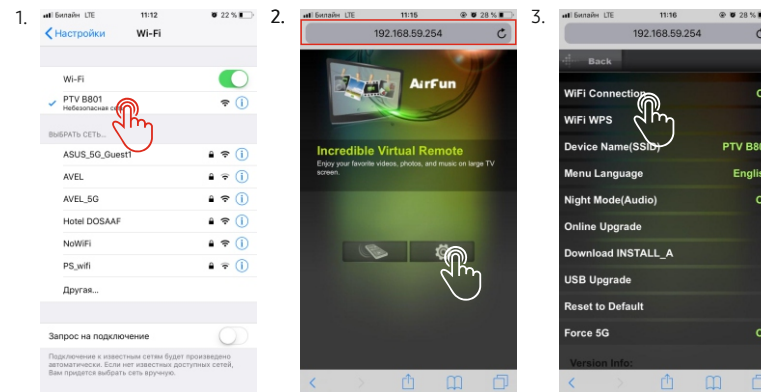 1.
Билайн LTE 11:12 22 %
Настройки Wi-Fi
Wi-Fi
PTV B801
Небезопасная
ВЫБРАТЬ СЕТЬ...
ASUS_5G_Guest1
AVEL
AVEL_5G
Hotel DOSAAF
NoWiFi
PS_wifi
Другая...
Запрос на подключение
Подключение к известным сетям будет произведено
автоматически. Если нет известных доступных сетей,
Вам придется выбрать сеть вручную.
2.
Билайн LTE 11:15 28 %
192.168.59.254
AirFun
Incredible Virtual Remote
Enjoy your favorite videos, photos, and music on large TV
screen.
3.
Билайн LTE 11:16 28 %
192.168.59.254
Back
WiFi Connection O
WiFi WPS
Device Name(SSID) PTV B80
Menu Language Englis
Night Mode(Audio) O
Online Upgrade
Download INSTALL_A
USB Upgrade
Reset to Default
Force 5G O
Version Info: